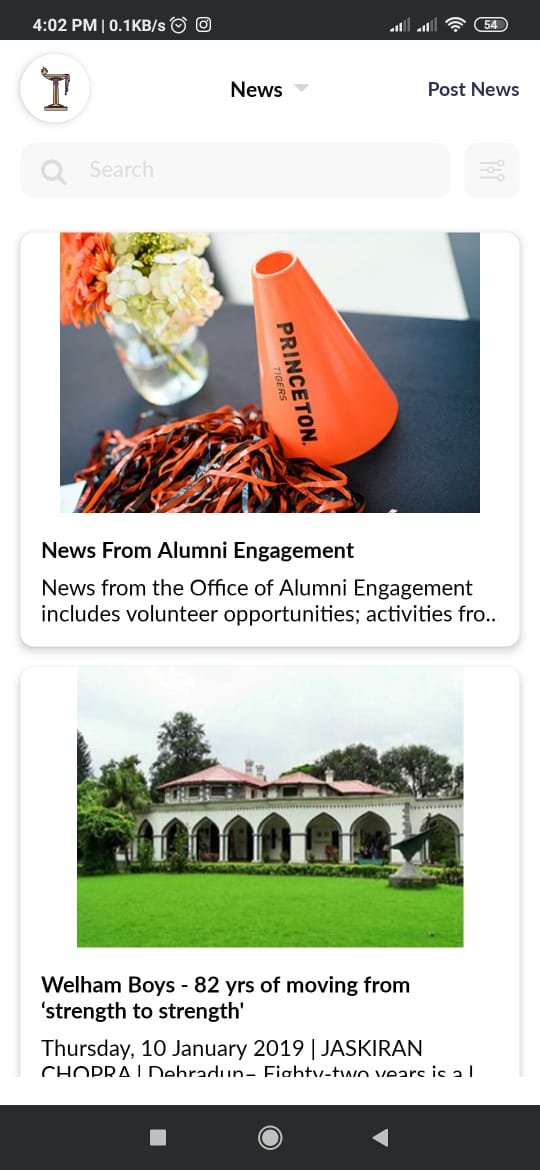 4:02 PM | 0.1KB/s
54
News
Post News
Search
PRINCETON.
TIGERS
News From Alumni Engagement
News from the Office of Alumni Engagement
includes volunteer opportunities; activities fro..
Welham Boys - 82 yrs of moving from
‘strength to strength'
Thursday, 10 January 2019 | JASKIRAN
CHOPRA | Dehradun– Eighty-two years is a l